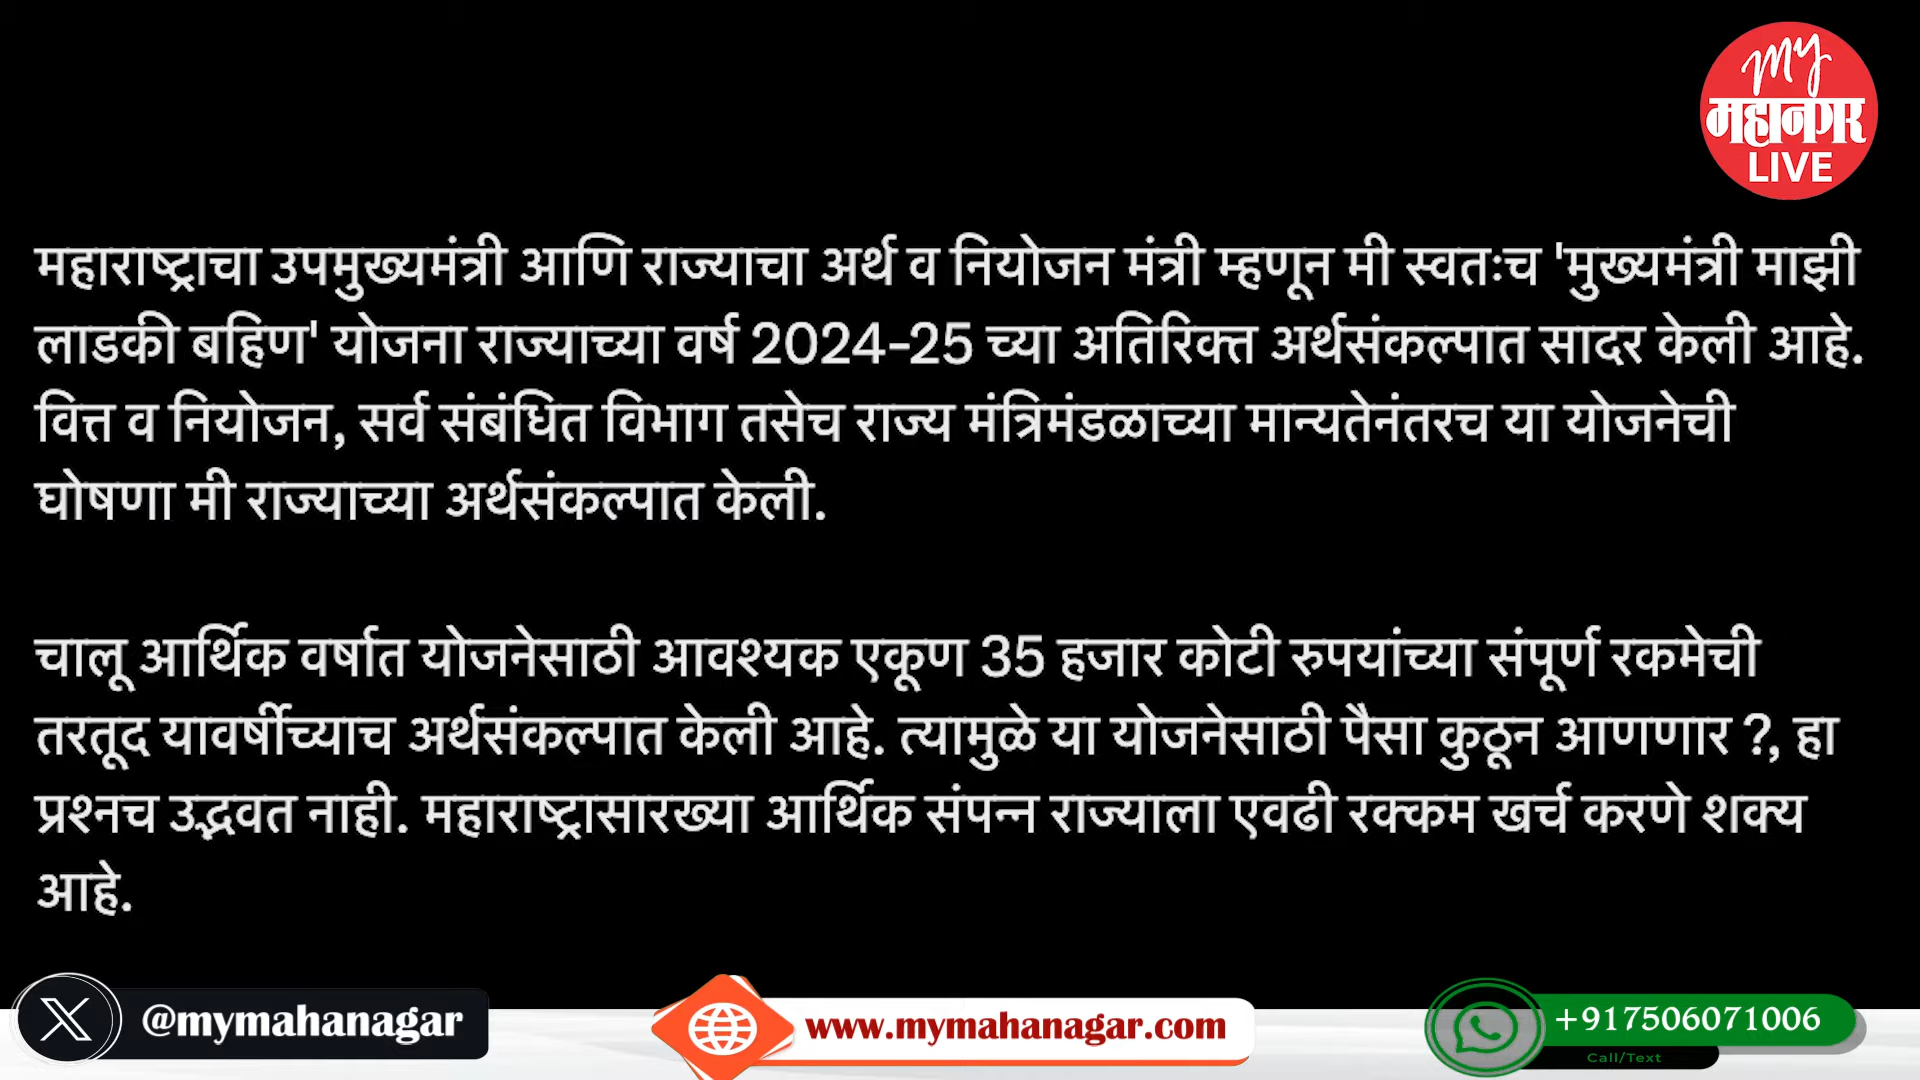 My
महानगर
LIVE
महाराष्ट्राचा उपमुख्यमंत्री आणि राज्याचा अर्थ व नियोजन मंत्री म्हणून मी स्वतःच 'मुख्यमंत्री माझी
लाडकी बहिण' योजना राज्याच्या वर्ष 2024-25 च्या अतिरिक्त अर्थसंकल्पात सादर केली आहे.
वित्त व नियोजन, सर्व संबंधित विभाग तसेच राज्य मंत्रिमंडळाच्या मान्यतेनंतरच या योजनेची
घोषणा मी राज्याच्या अर्थसंकल्पात केली.
चालू आर्थिक वर्षात योजनेसाठी आवश्यक एकूण 35 हजार कोटी रुपयांच्या संपूर्ण रकमेची
तरतूद यावर्षीच्याच अर्थसंकल्पात केली आहे. त्यामुळे या योजनेसाठी पैसा कुठून आणणार ?, हा
प्रश्नच उद्भवत नाही. महाराष्ट्रासारख्या आर्थिक संपन्न राज्याला एवढी रक्कम खर्च करणे शक्य
आहे.
@mymahanagar
www.mymahanagar.com
+917506071006
Call/Text